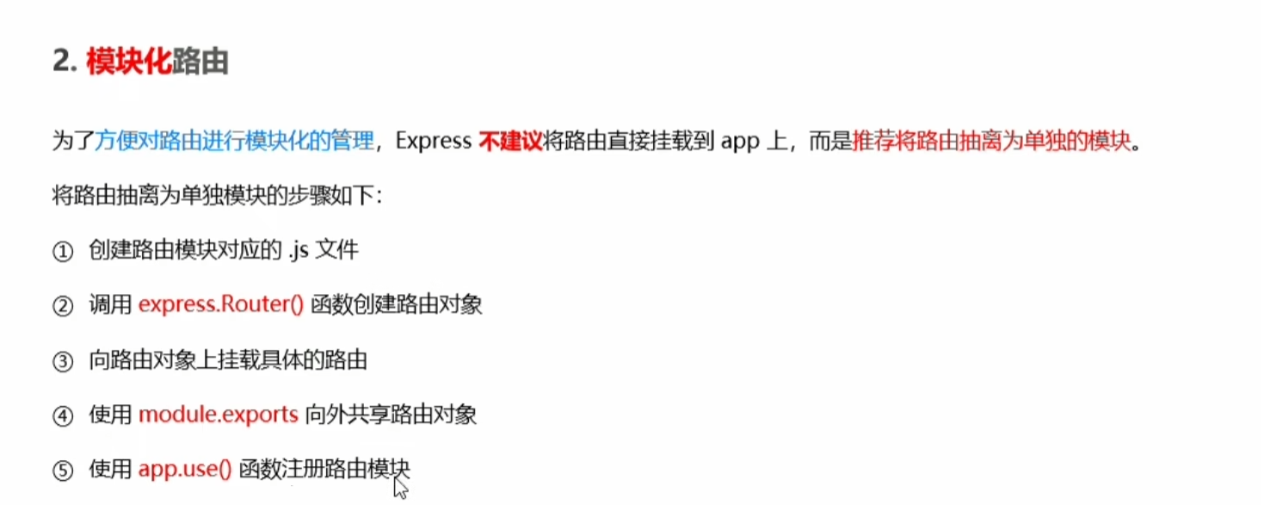 2. 模块化路由
为了方便对路由进行模块化的管理，Express 不建议将路由直接挂载到 app 上，而是推荐将路由抽离为单独的模块。
将路由抽离为单独模块的步骤如下：
① 创建路由模块对应的 .js 文件
② 调用 express.Router() 函数创建路由对象
③ 向路由对象上挂载具体的路由
④ 使用 module.exports 向外共享路由对象
⑤ 使用 app.use() 函数注册路由模块